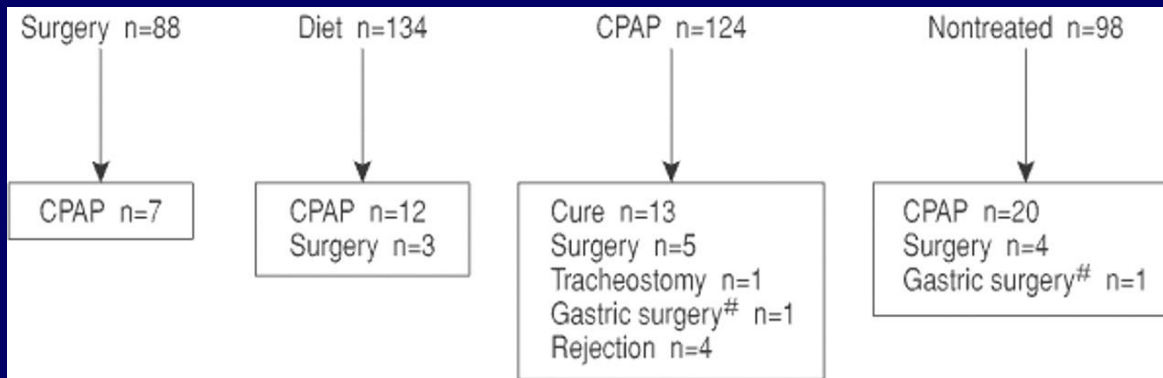 Surgery n=88
Diet n=134
CPAP n=124
Nontreated n=98
CPAP n=7
CPAP n=12
Surgery n=3
Cure n=13
Surgery n=5
Tracheostomy n=1
Gastric surgery# n=1
Rejection n=4
CPAP n=20
Surgery n=4
Gastric surgery# n=1